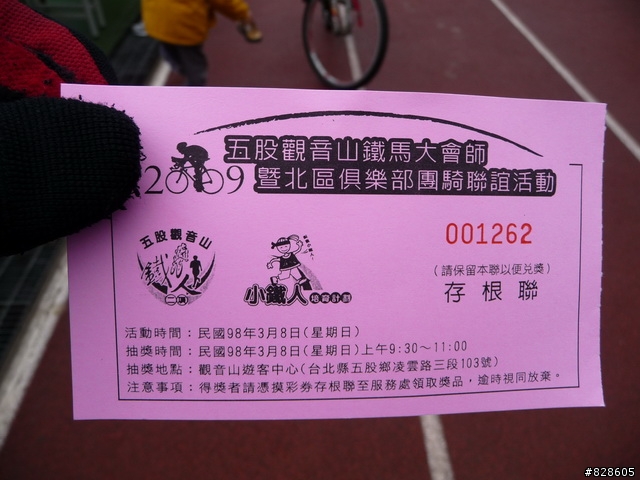 五股觀音山鐵馬大會師
2009 暨北區俱樂部團騎聯誼活動
001262
五股觀音山
鐵人
二項
小鐵人培育計劃
(請保留本聯以便兌獎)
存根聯
活動時間：民國98年3月8日(星期日)
抽獎時間：民國98年3月8日(星期日)上午9:30～11:00
抽獎地點：觀音山遊客中心(台北縣五股鄉凌雲路三段103號)
注意事項：得獎者請憑摸彩券存根聯至服務處領取獎品，逾時視同放棄。
#828605